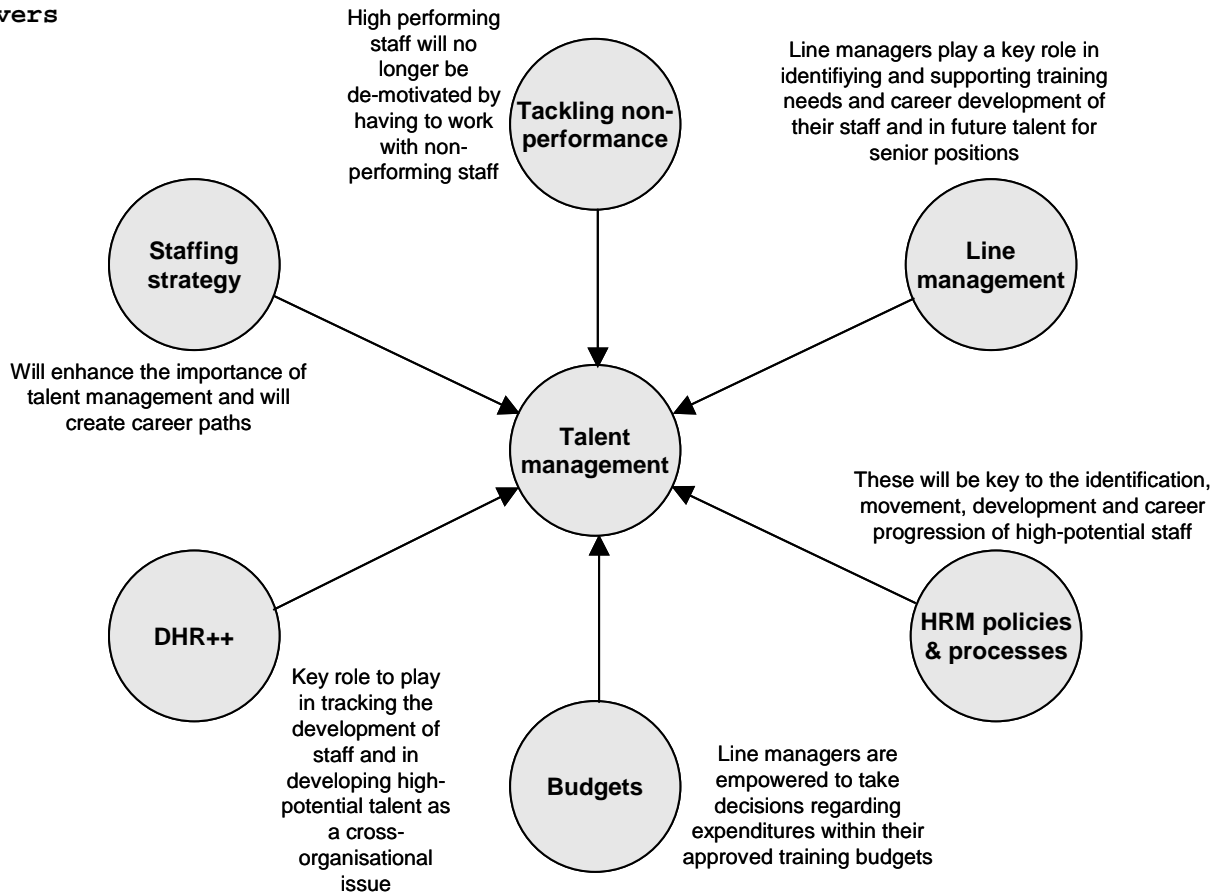 vers
High performing
staff will no
longer be
de-motivated by
having to work
with non-
performing staff
Tackling non-
performance
Line managers play a key role in
identifiying and supporting training
needs and career development of
their staff and in future talent for
senior positions
Staffing
strategy
Line
management
Will enhance the importance of
talent management and will
create career paths
Talent
management
These will be key to the identification,
movement, development and career
progression of high-potential staff
DHR++
HRM policies
& processes
Key role to play
in tracking the
development of
staff and in
developing high-
potential talent as
a cross-
organisational
issue
Budgets
Line managers are
empowered to take
decisions regarding
expenditures within their
approved training budgets